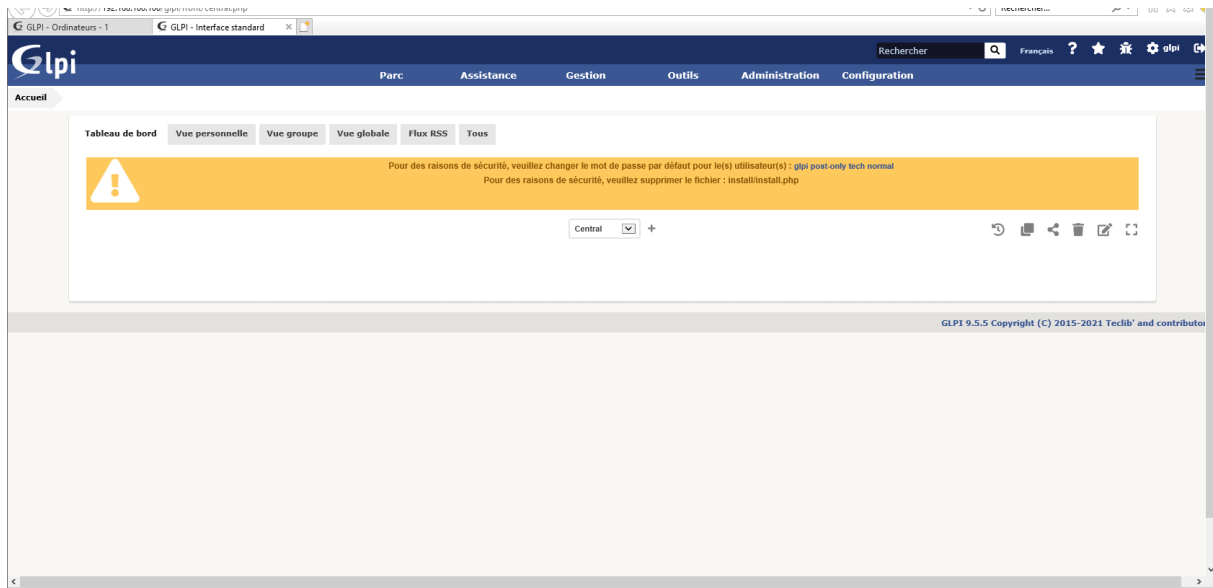 GLPI - Ordinateurs - 1
GLPI - Interface standard
Glpi
Rechercher
Français
?
glpi
Parc Assistance Gestion Outils Administration Configuration
Accueil
Tableau de bord Vue personnelle Vue groupe Vue globale Flux RSS Tous
Pour des raisons de sécurité, veuillez changer le mot de passe par défaut pour le(s) utilisateur(s) : glpi post-only tech normal
Pour des raisons de sécurité, veuillez supprimer le fichier : install/install.php
Central
GLPI 9.5.5 Copyright (C) 2015-2021 Teclib' and contributor